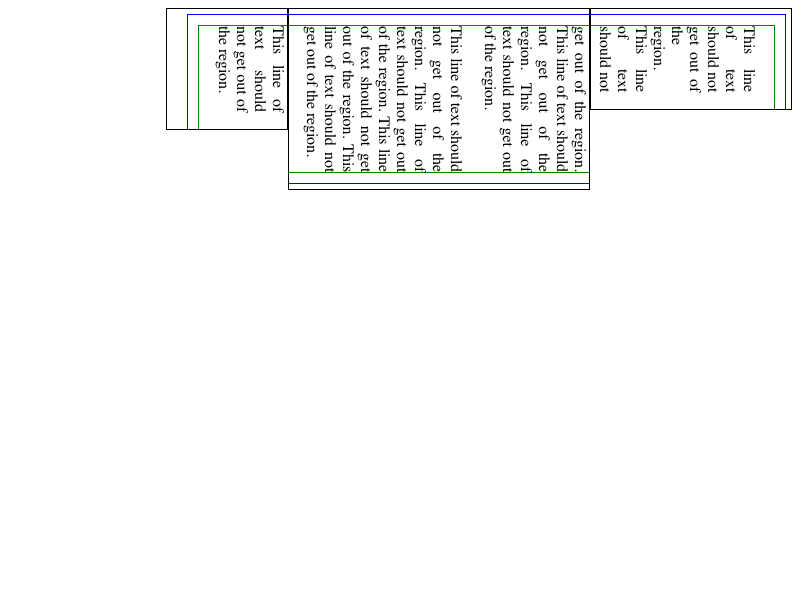 This line
of text
should not
get out of
the
region.
This line
of text
should not
get out of the region.
This line of text should
not get out of the
region. This line of
text should not get out
of the region.
This line of text should
not get out of the
region. This line of
text should not get out
of the region. This line
of text should not get
out of the region. This
line of text should not
get out of the region.
This line of
text should
not get out of
the region.